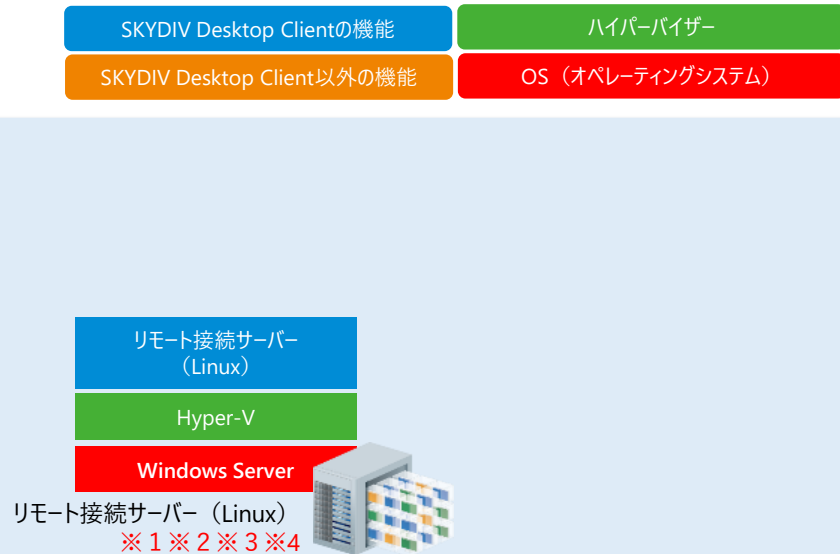 SKYDIV Desktop Clientの機能
ハイパーバイザー
SKYDIV Desktop Client以外の機能
OS（オペレーティングシステム）
リモート接続サーバー
（Linux）
Hyper-V
Windows Server
リモート接続サーバー（Linux）
※１※２※３※4